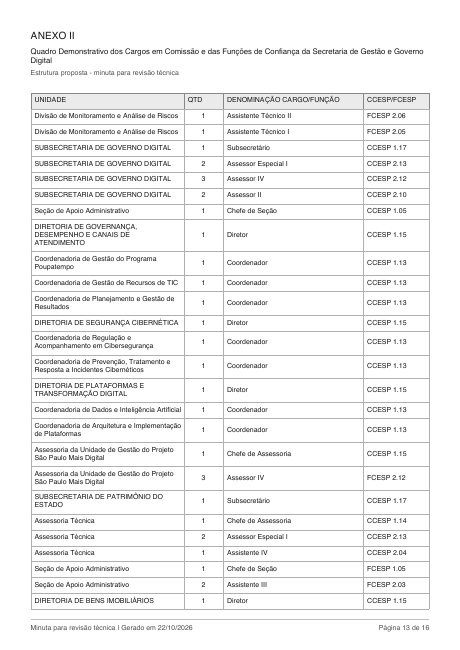 ANEXO II
Quadro Demonstrativo dos Cargos em Comissão e das Funções de Confiança da Secretaria de Gestão e Governo
Digital
Estrutura proposta - minuta para revisão técnica
UNIDADE QTD DENOMINAÇÃO CARGO/FUNÇÃO CCESP/FCESP
Divisão de Monitoramento e Análise de Riscos 1 Assistente Técnico II FCESP 2.06
Divisão de Monitoramento e Análise de Riscos 1 Assistente Técnico I FCESP 2.05
SUBSECRETARIA DE GOVERNO DIGITAL 1 Subsecretário CCESP 1.17
SUBSECRETARIA DE GOVERNO DIGITAL 2 Assessor Especial I CCESP 2.13
SUBSECRETARIA DE GOVERNO DIGITAL 3 Assessor IV CCESP 2.12
SUBSECRETARIA DE GOVERNO DIGITAL 2 Assessor II CCESP 2.10
Seção de Apoio Administrativo 1 Chefe de Seção CCESP 1.05
DIRETORIA DE GOVERNANÇA,
DESEMPENHO E CANAIS DE
ATENDIMENTO 1 Diretor CCESP 1.15
Coordenadoria de Gestão do Programa
Poupatempo 1 Coordenador CCESP 1.13
Coordenadoria de Gestão de Recursos de TIC 1 Coordenador CCESP 1.13
Coordenadoria de Planejamento e Gestão de
Resultados 1 Coordenador CCESP 1.13
DIRETORIA DE SEGURANÇA CIBERNÉTICA 1 Diretor CCESP 1.15
Coordenadoria de Regulação e
Acompanhamento em Cibersegurança 1 Coordenador CCESP 1.13
Coordenadoria de Prevenção, Tratamento e
Resposta a Incidentes Cibernéticos 1 Coordenador CCESP 1.13
DIRETORIA DE PLATAFORMAS E
TRANSFORMAÇÃO DIGITAL 1 Diretor CCESP 1.15
Coordenadoria de Dados e Inteligência Artificial 1 Coordenador CCESP 1.13
Coordenadoria de Arquitetura e Implementação
de Plataformas 1 Coordenador CCESP 1.13
Assessoria da Unidade de Gestão do Projeto
São Paulo Mais Digital 1 Chefe de Assessoria CCESP 1.15
Assessoria da Unidade de Gestão do Projeto
São Paulo Mais Digital 3 Assessor IV FCESP 2.12
SUBSECRETARIA DE PATRIMÔNIO DO
ESTADO 1 Subsecretário CCESP 1.17
Assessoria Técnica 1 Chefe de Assessoria CCESP 1.14
Assessoria Técnica 2 Assessor Especial I CCESP 2.13
Assessoria Técnica 1 Assistente IV CCESP 2.04
Seção de Apoio Administrativo 1 Chefe de Seção FCESP 1.05
Seção de Apoio Administrativo 2 Assistente III FCESP 2.03
DIRETORIA DE BENS IMOBILIÁRIOS 1 Diretor CCESP 1.15
Minuta para revisão técnica | Gerado em 22/10/2026 Página 13 de 16